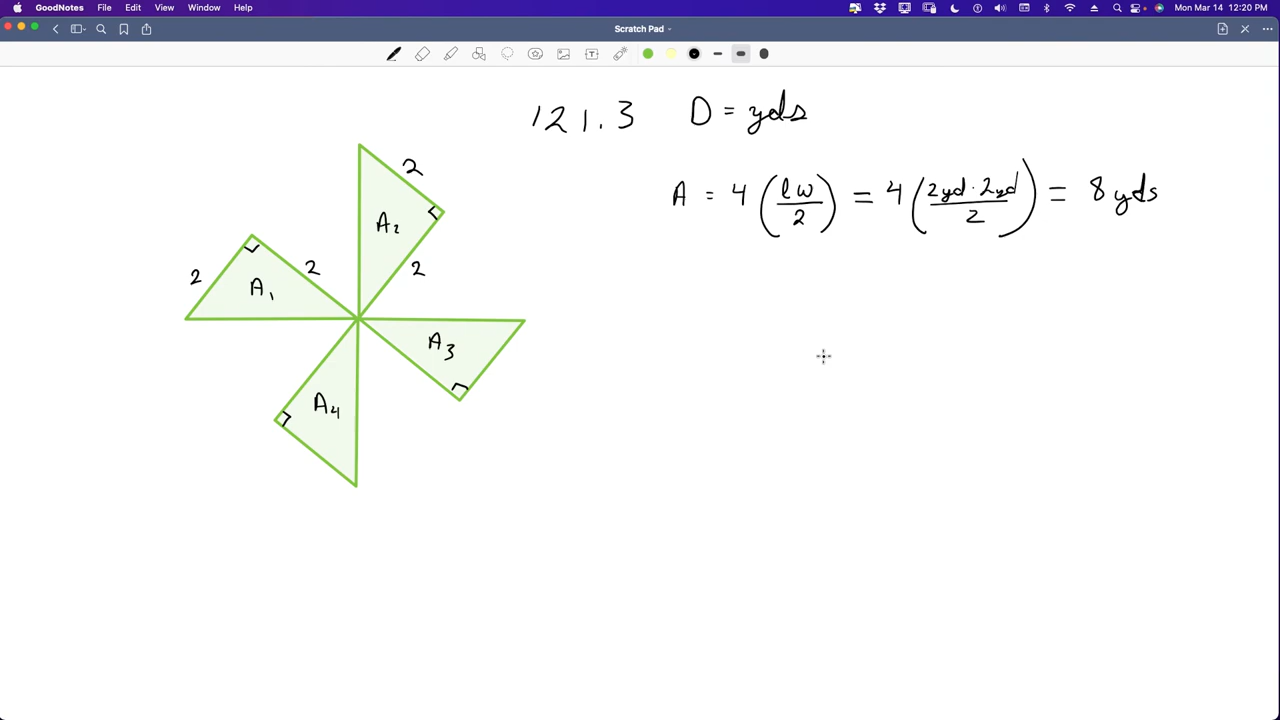 GoodNotes File Edit View Window Help Mon Mar 14 12:20 PM
Scratch Pad
121.3 D = yds
A = 4 (lw/2) = 4 (2yd · 2yd/2) = 8 yds
2
A₂
2
2
2
A₁
A₃
A₄